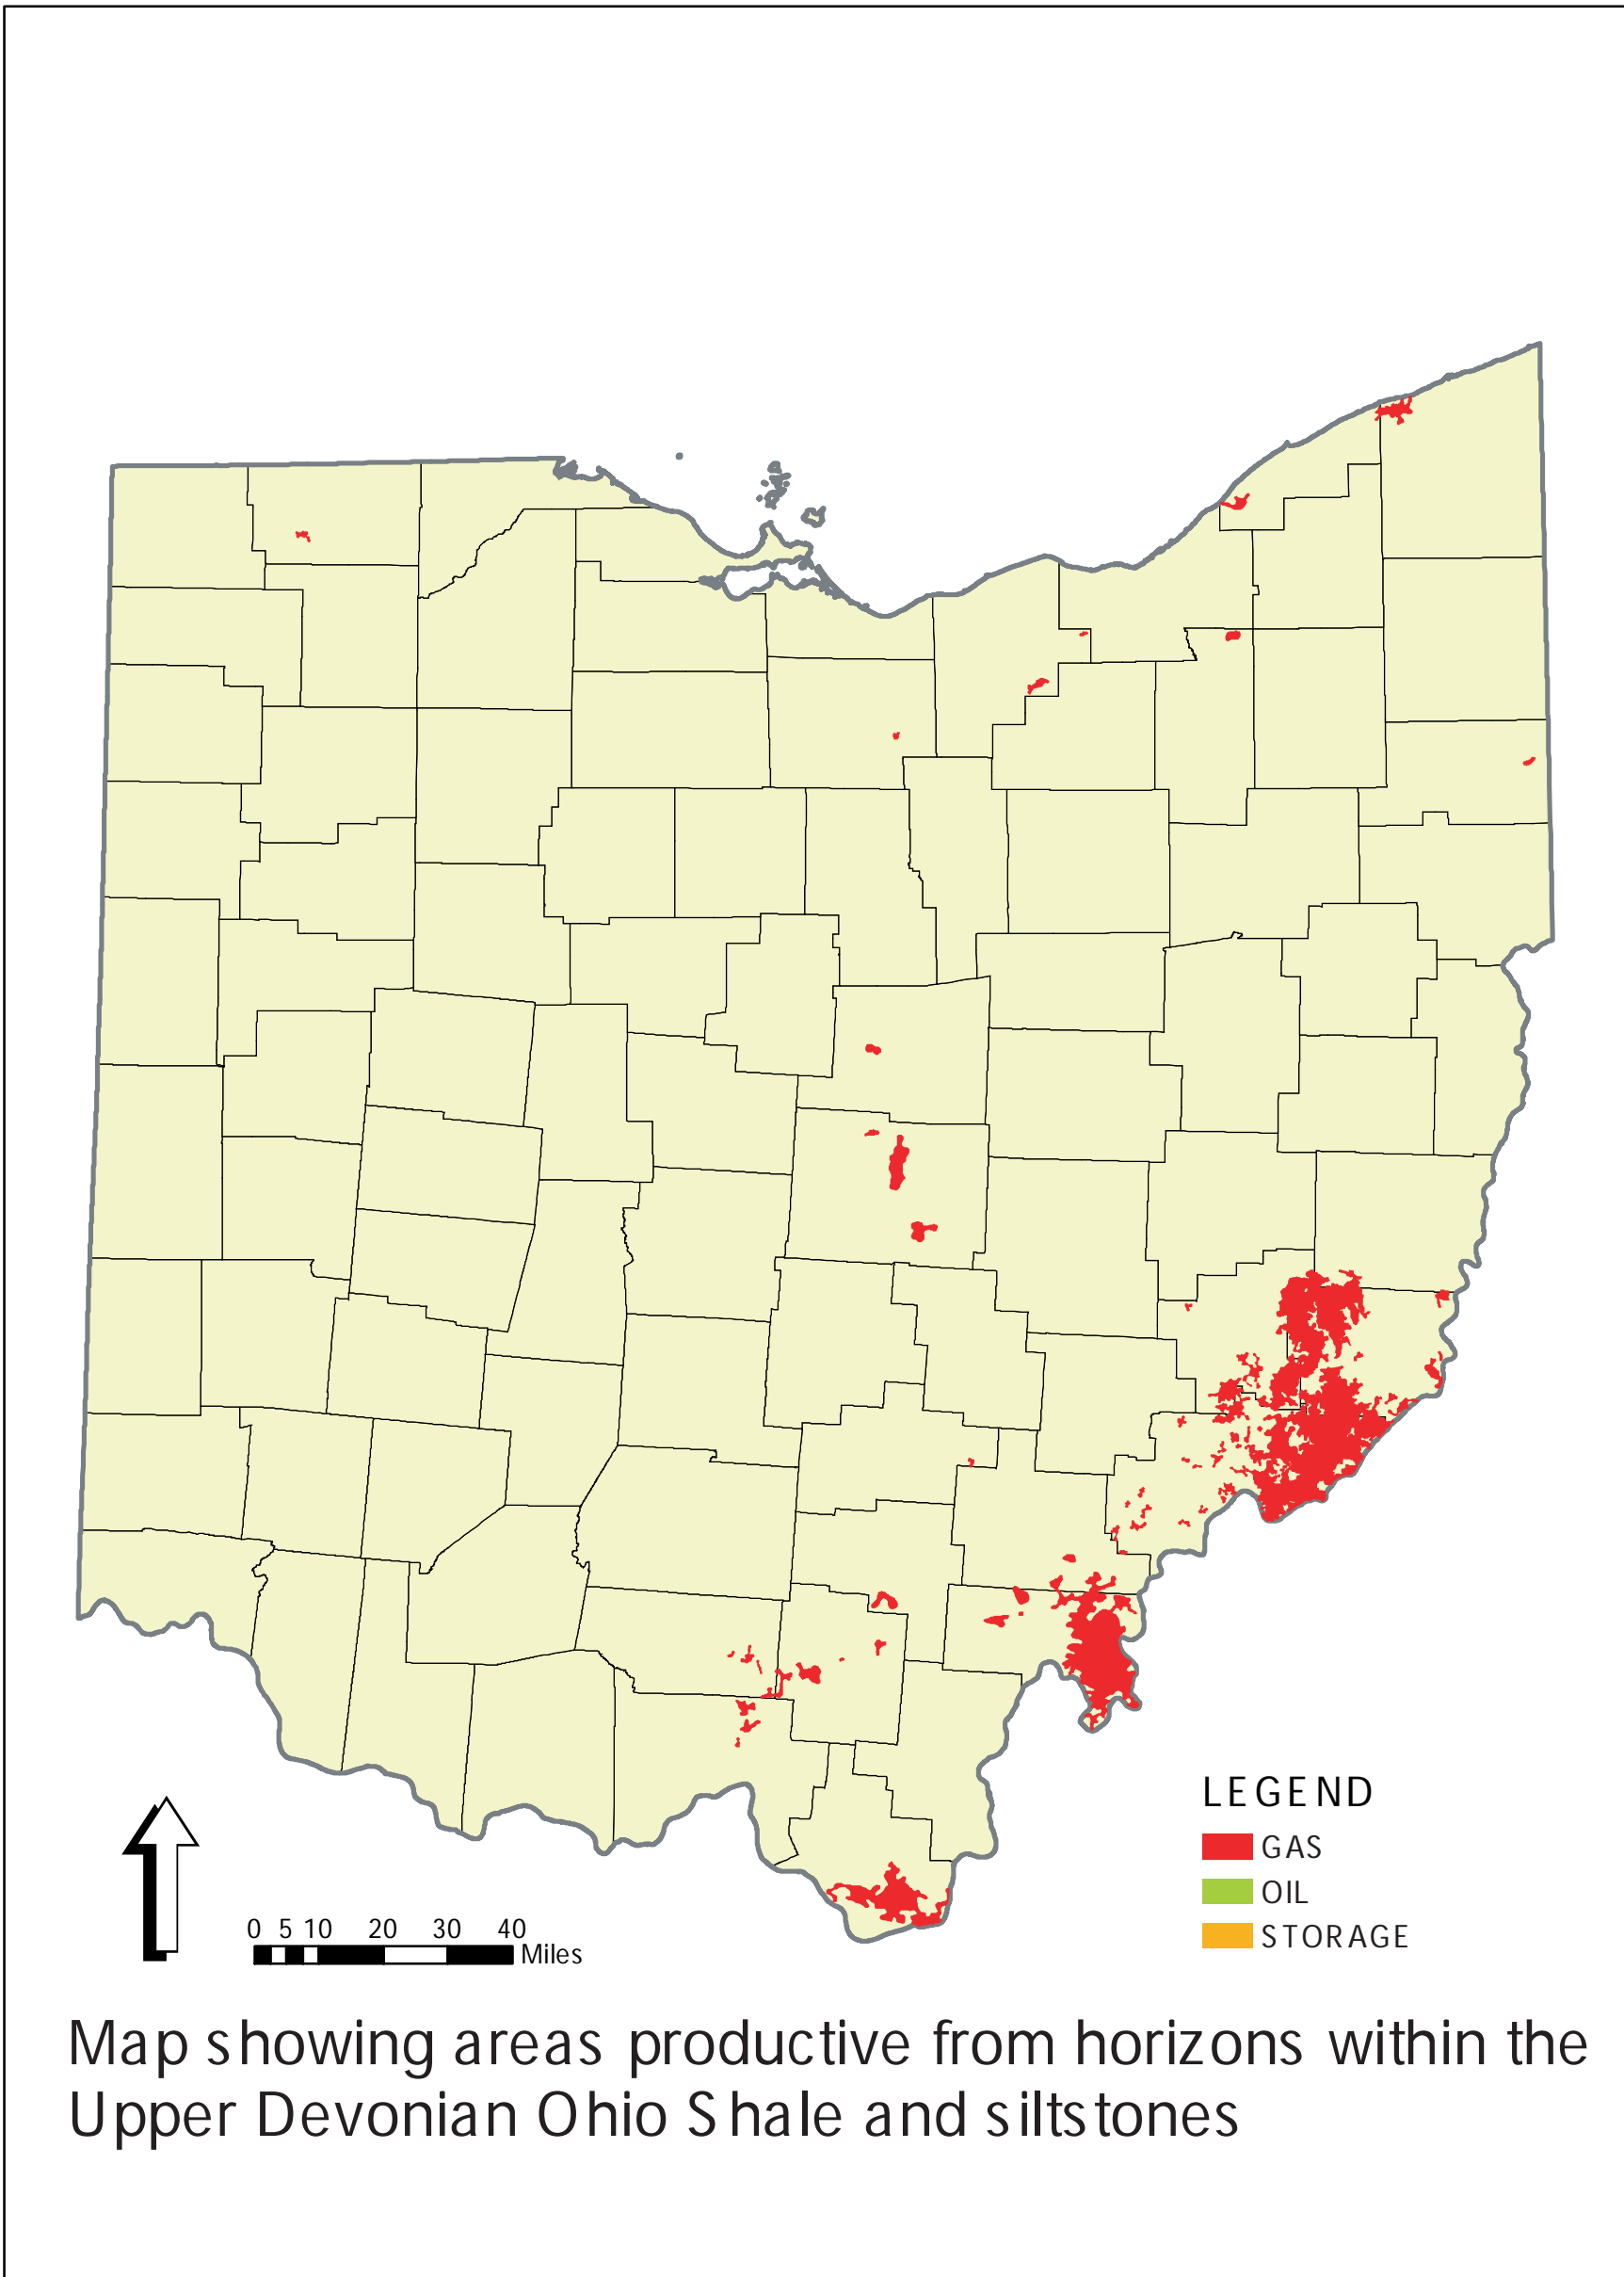 LEGEND
GAS
OIL
STORAGE
0 5 10 20 30 40
Miles
Map showing areas productive from horizons within the
Upper Devonian Ohio Shale and siltstones